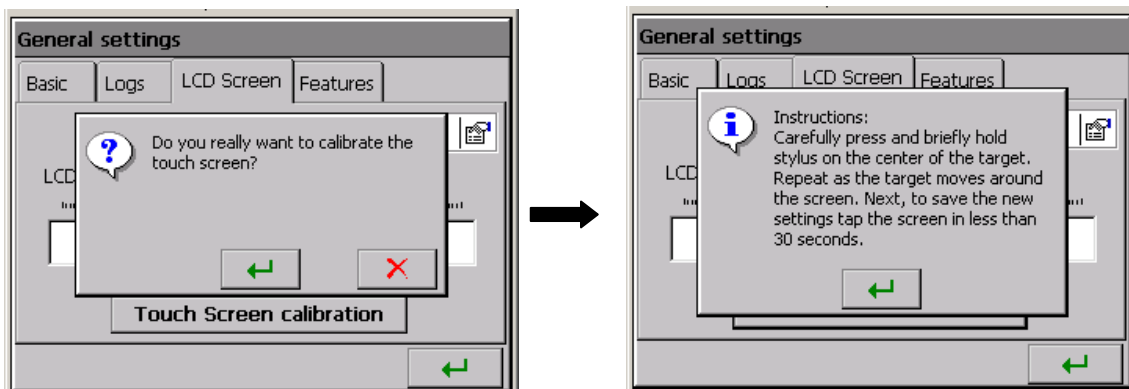 General settings
Basic
Logs
LCD Screen
Features
Do you really want to calibrate the
touch screen?
LCD
Touch Screen calibration
General settings
Basic
Logs
LCD Screen
Features
Instructions:
Carefully press and briefly hold
stylus on the center of the target.
Repeat as the target moves around
the screen. Next, to save the new
settings tap the screen in less than
30 seconds.
LCD